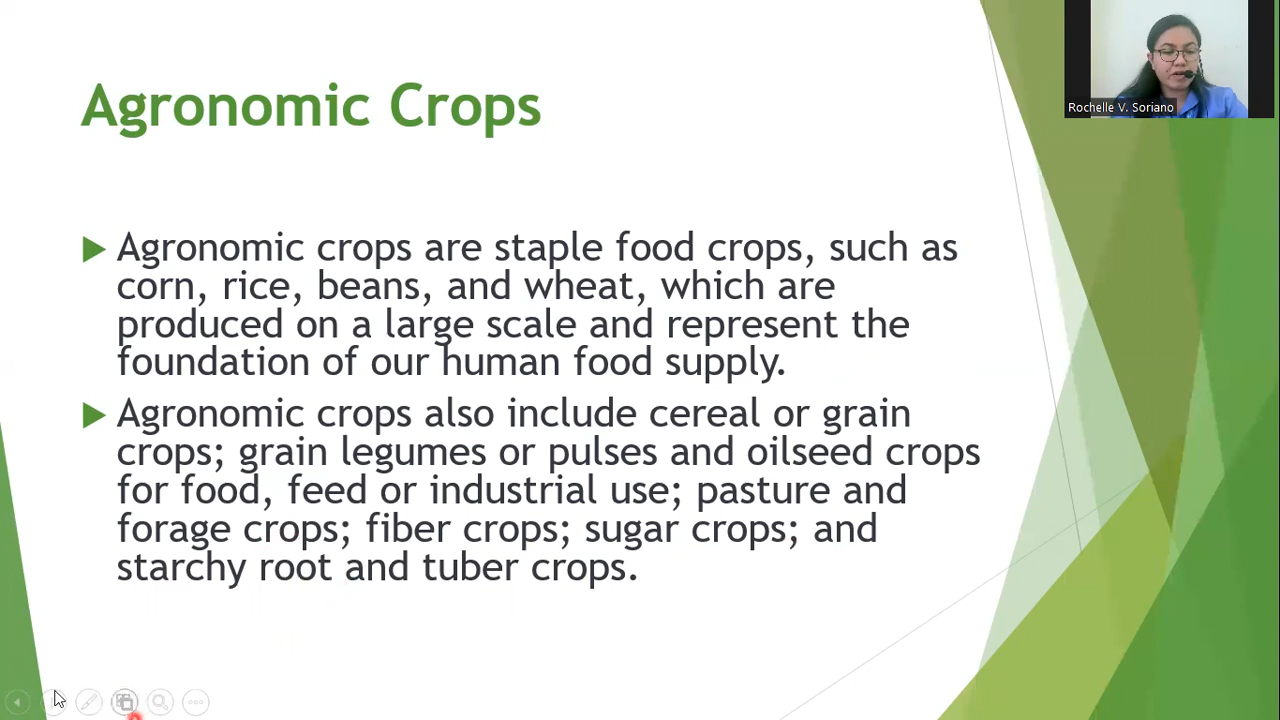 Agronomic Crops
Rochelle V. Soriano
Agronomic crops are staple food crops, such as
corn, rice, beans, and wheat, which are
produced on a large scale and represent the
foundation of our human food supply.
Agronomic crops also include cereal or grain
crops; grain legumes or pulses and oilseed crops
for food, feed or industrial use; pasture and
forage crops; fiber crops; sugar crops; and
starchy root and tuber crops.